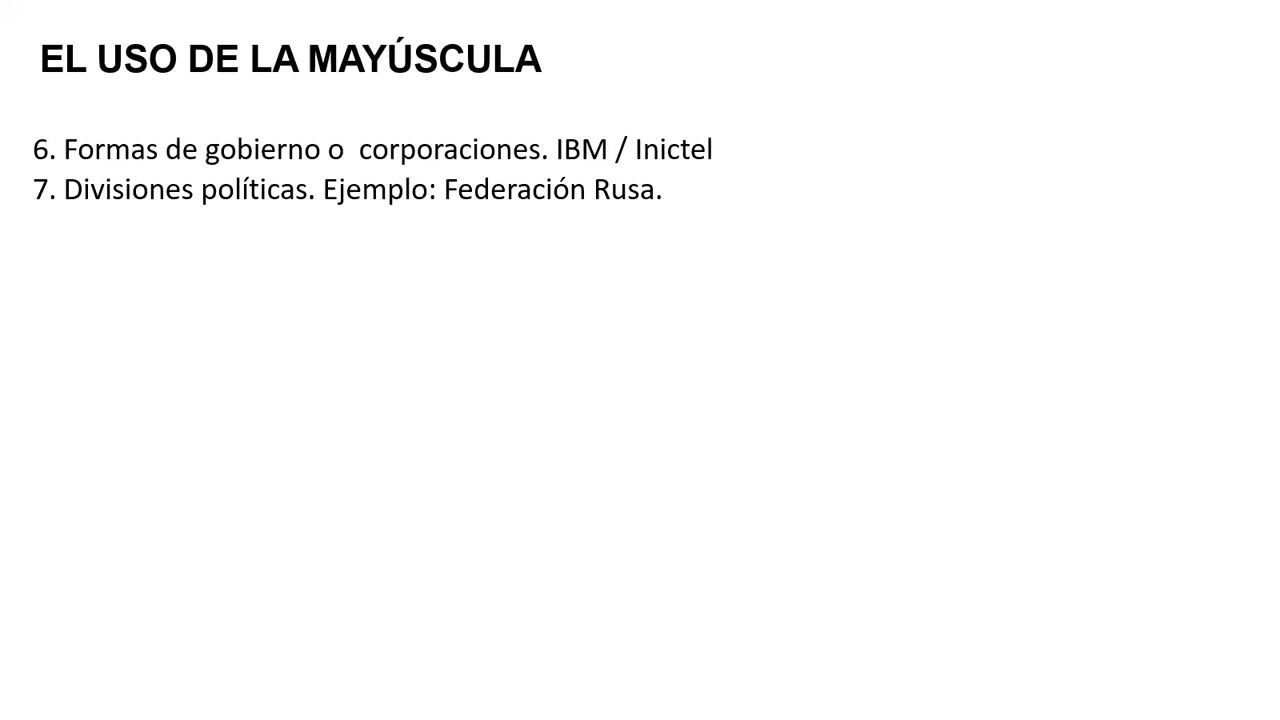 EL USO DE LA MAYÚSCULA
6. Formas de gobierno o  corporaciones. IBM / Inictel
7. Divisiones políticas. Ejemplo: Federación Rusa.